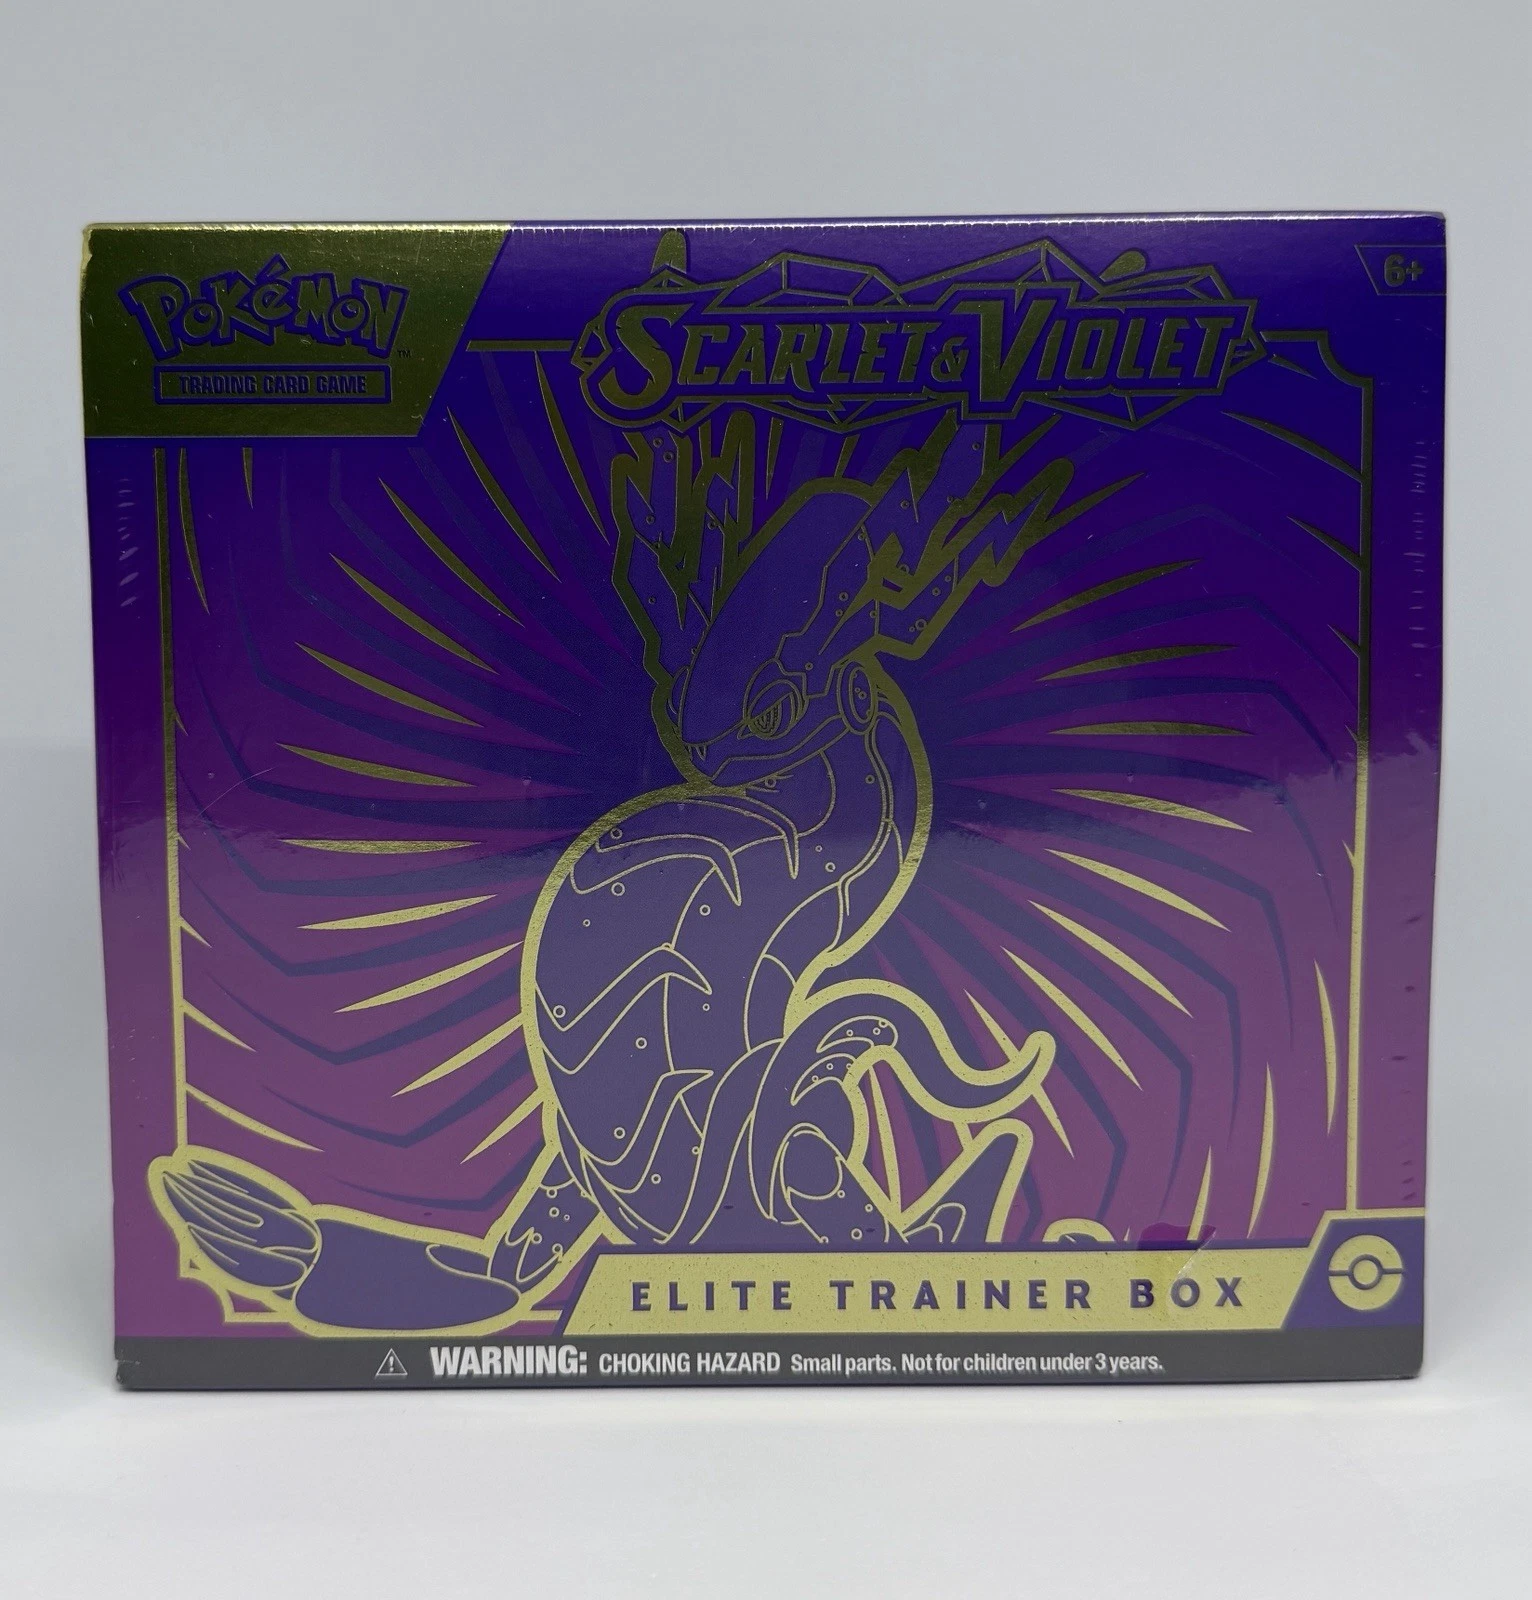 POKéMON™
TRADING CARD GAME
SCARLET & VIOLET
6+
ELITE TRAINER BOX
⚠ WARNING: CHOKING HAZARD Small parts. Not for children under 3 years.